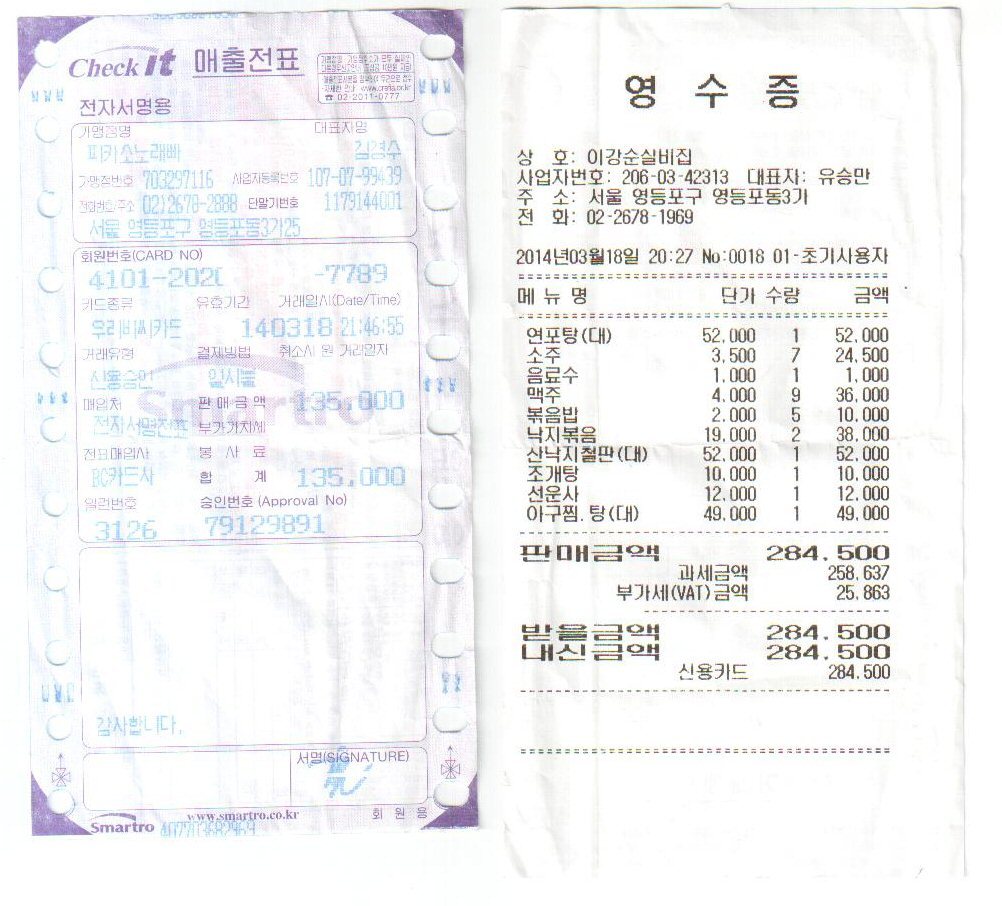 Check it 매출전표
www.crefia.or.kr
☎ 02-2011-0777
전자서명용
가맹점명 대표자명
피카소노래빠 김경수
가맹점번호 703297116 사업자등록번호 107-07-99439
전화번호/주소 02)2678-2888 단말기번호 1179144001
서울 영등포구 영등포동3가25
회원번호(CARD NO)
4101-202 -7789
카드종류 유효기간 거래일시(Date/Time)
우리비씨카드 140318 21:46:55
거래유형 결제방법 취소시 원 거래일자
신용승인 일시불
매입처 판매금액 135,000
전자서명전표 부가가치세
전표매입사 봉사료
BC카드사 합 계 135,000
일련번호 승인번호(Approval No)
3126 79129891
Smartro
감사합니다.
서명(SIGNATURE)
Smartro www.smartro.co.kr 회 원 용
영 수 증
상 호: 이강순실비집
사업자번호: 206-03-42313 대표자: 유승만
주 소: 서울 영등포구 영등포동3가
전 화: 02-2678-1969
2014년03월18일 20:27 No:0018 01-초기사용자
메 뉴 명 단가 수량 금액
연포탕(대) 52,000 1 52,000
소주 3,500 7 24,500
음료수 1,000 1 1,000
맥주 4,000 9 36,000
볶음밥 2,000 5 10,000
낙지볶음 19,000 2 38,000
산낙지철판(대) 52,000 1 52,000
조개탕 10,000 1 10,000
선운사 12,000 1 12,000
아구찜.탕(대) 49,000 1 49,000
판매금액 284,500
과세금액 258,637
부가세(VAT)금액 25,863
받을금액 284,500
내신금액 284,500
신용카드 284,500